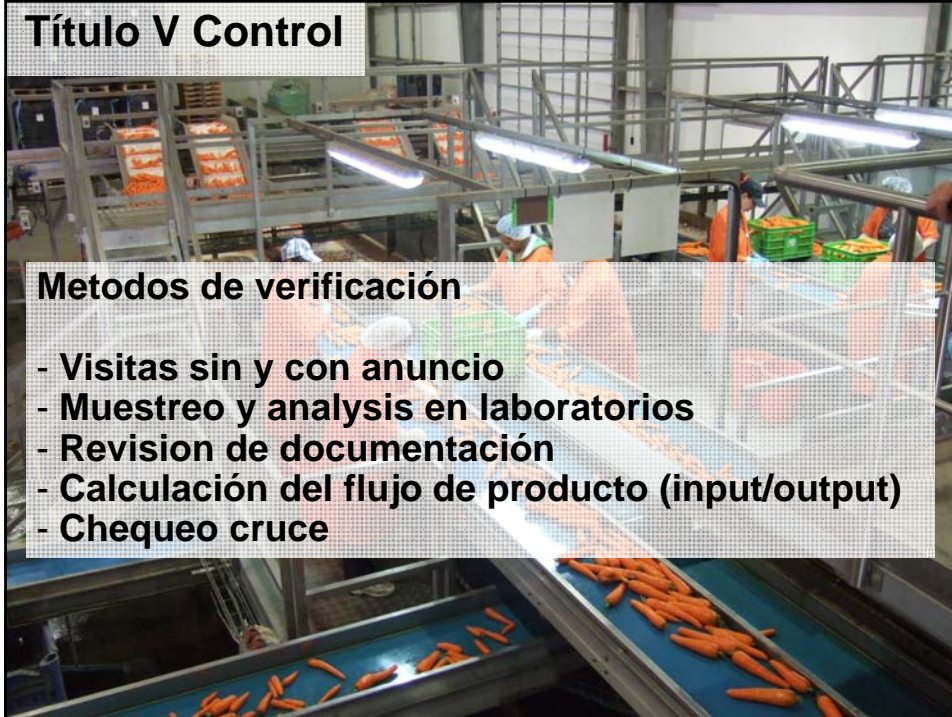 Título V Control
Metodos de verificación
- Visitas sin y con anuncio
- Muestreo y analysis en laboratorios
- Revision de documentación
- Calculación del flujo de producto (input/output)
- Chequeo cruce